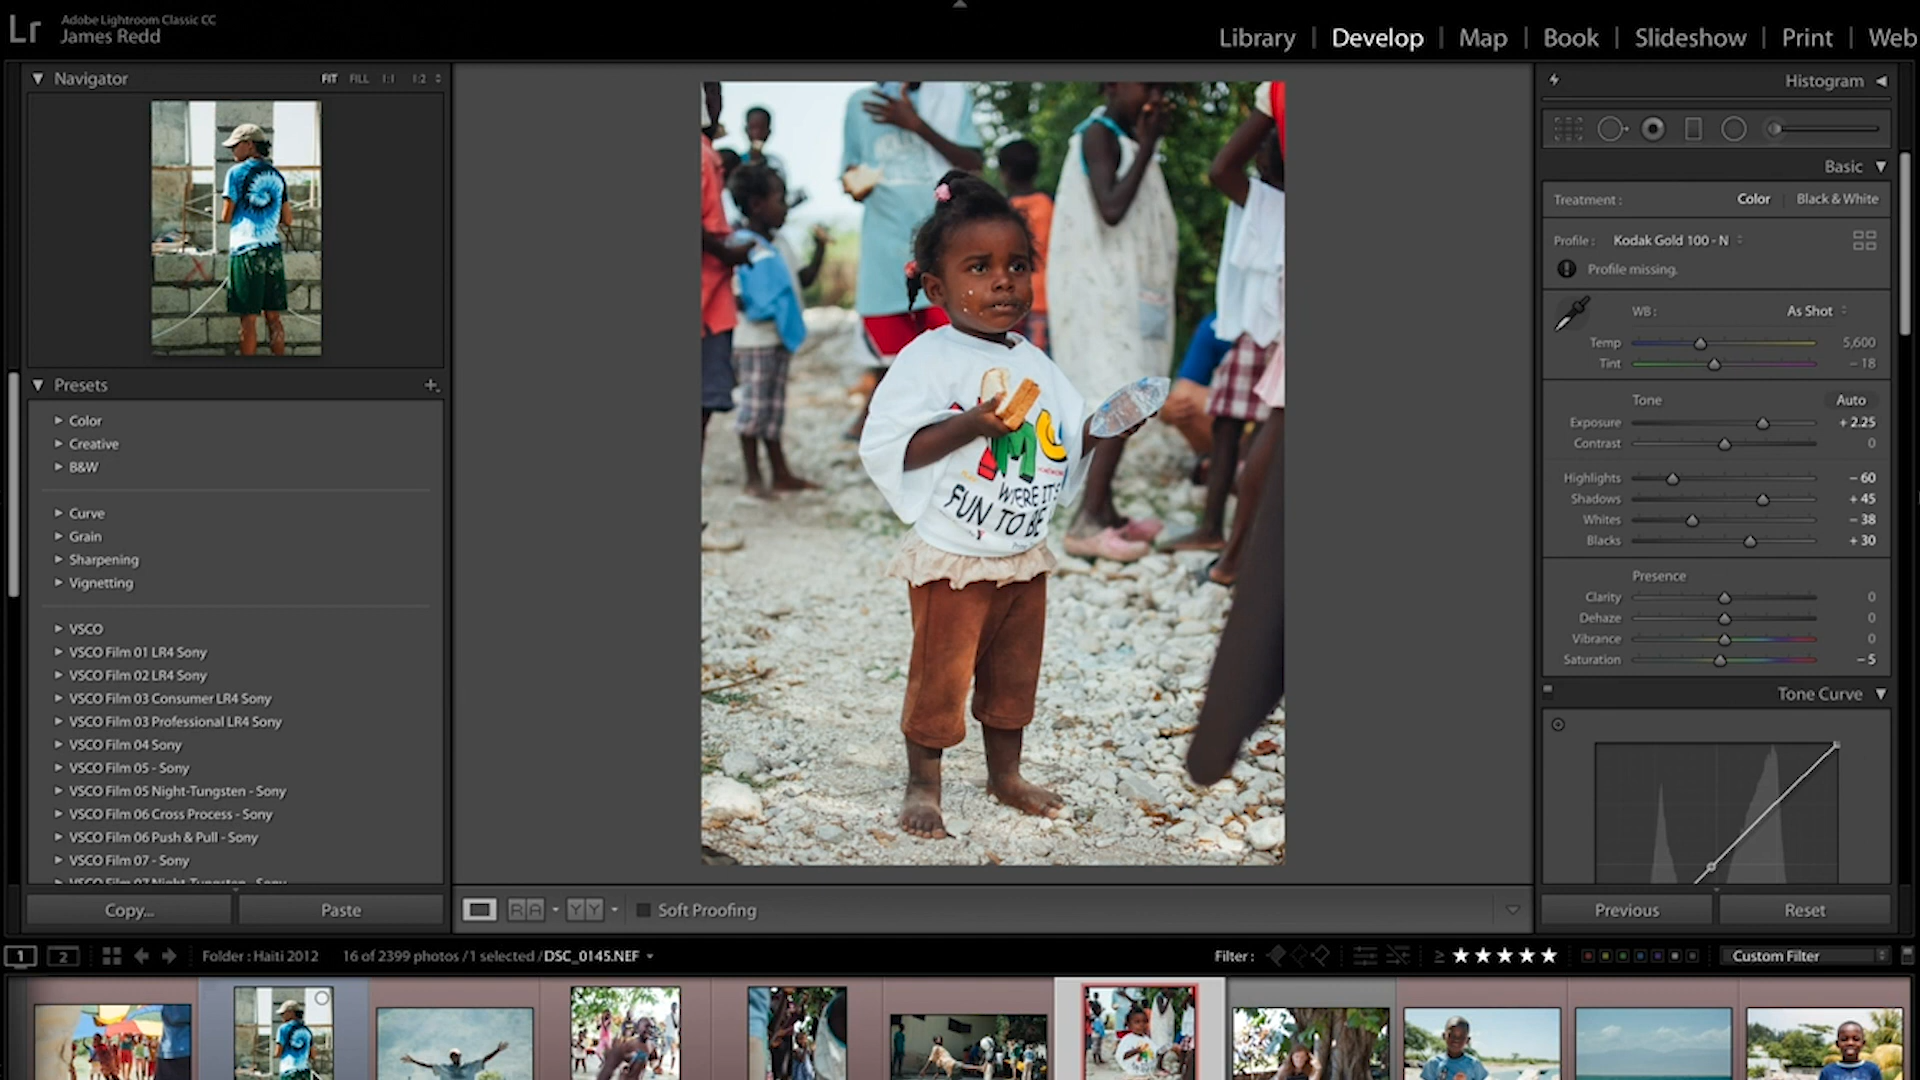 Lr
Adobe Lightroom Classic CC
James Redd
Library | Develop | Map | Book | Slideshow | Print | Web
Navigator FIT FILL 1:1 1:2
Presets +
Color
Creative
B&W
Curve
Grain
Sharpening
Vignetting
VSCO
VSCO Film 01 LR4 Sony
VSCO Film 02 LR4 Sony
VSCO Film 03 Consumer LR4 Sony
VSCO Film 03 Professional LR4 Sony
VSCO Film 04 Sony
VSCO Film 05 - Sony
VSCO Film 05 Night-Tungsten - Sony
VSCO Film 06 Cross Process - Sony
VSCO Film 06 Push & Pull - Sony
VSCO Film 07 - Sony
VSCO Film 07 Night-Tungsten - Sony
Copy... Paste
WHERE IT'S
FUN TO BE
Histogram
Basic
Treatment : Color Black & White
Profile : Kodak Gold 100 - N
Profile missing.
WB : As Shot
Temp 5,600
Tint – 18
Tone Auto
Exposure + 2.25
Contrast 0
Highlights – 60
Shadows + 45
Whites – 38
Blacks + 30
Presence
Clarity 0
Dehaze 0
Vibrance 0
Saturation – 5
Tone Curve
R A Y Y Soft Proofing
Previous Reset
1 2 Folder : Haiti 2012 16 of 2399 photos / 1 selected / DSC_0145.NEF Filter : ≥ ★★★★★ Custom Filter